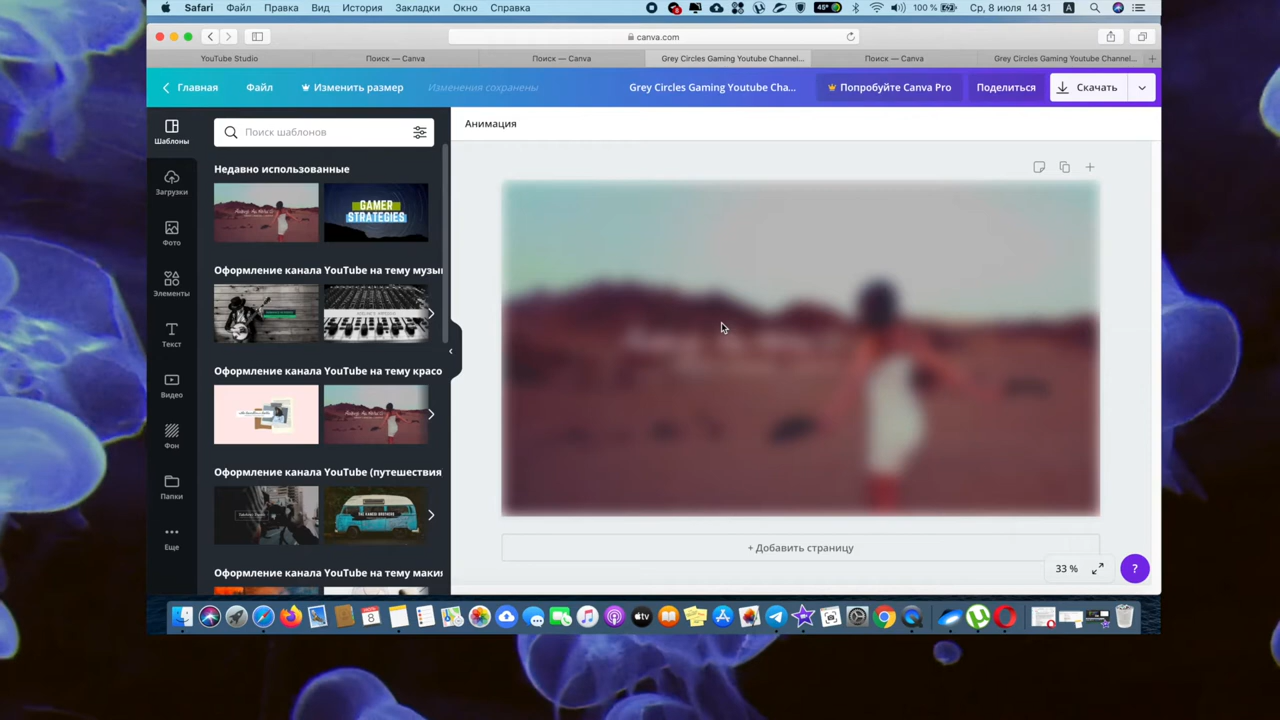 Safari Файл Правка Вид История Закладки Окно Справка 45° 100 % Ср, 8 июля 14 31 А
canva.com
YouTube Studio Поиск — Canva Поиск — Canva Grey Circles Gaming Youtube Channel... Поиск — Canva Grey Circles Gaming Youtube Channel...
Главная Файл Изменить размер Изменения сохранены Grey Circles Gaming Youtube Cha... Попробуйте Canva Pro Поделиться Скачать
Анимация
Шаблоны
Загрузки
Фото
Элементы
Текст
Видео
Фон
Папки
Еще
Поиск шаблонов
Недавно использованные
GAMER
STRATEGIES
Оформление канала YouTube на тему музы
Оформление канала YouTube на тему красо
Оформление канала YouTube (путешествия
Оформление канала YouTube на тему маки
+ Добавить страницу
33 %
?
8
tv